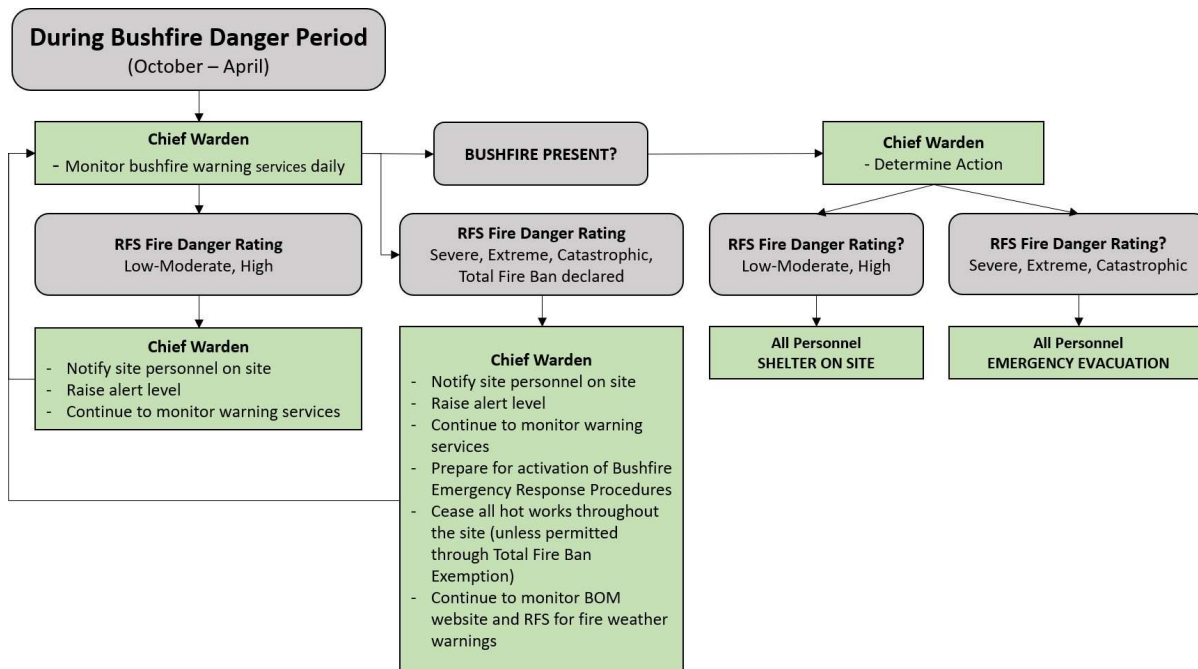 During Bushfire Danger Period
(October – April)
Chief Warden
- Monitor bushfire warning services daily
BUSHFIRE PRESENT?
Chief Warden
- Determine Action
RFS Fire Danger Rating
Low-Moderate, High
RFS Fire Danger Rating
Severe, Extreme, Catastrophic,
Total Fire Ban declared
RFS Fire Danger Rating?
Low-Moderate, High
RFS Fire Danger Rating?
Severe, Extreme, Catastrophic
Chief Warden
- Notify site personnel on site
- Raise alert level
- Continue to monitor warning services
Chief Warden
- Notify site personnel on site
- Raise alert level
- Continue to monitor warning
services
- Prepare for activation of Bushfire
Emergency Response Procedures
- Cease all hot works throughout
the site (unless permitted
through Total Fire Ban
Exemption)
- Continue to monitor BOM
website and RFS for fire weather
warnings
All Personnel
SHELTER ON SITE
All Personnel
EMERGENCY EVACUATION